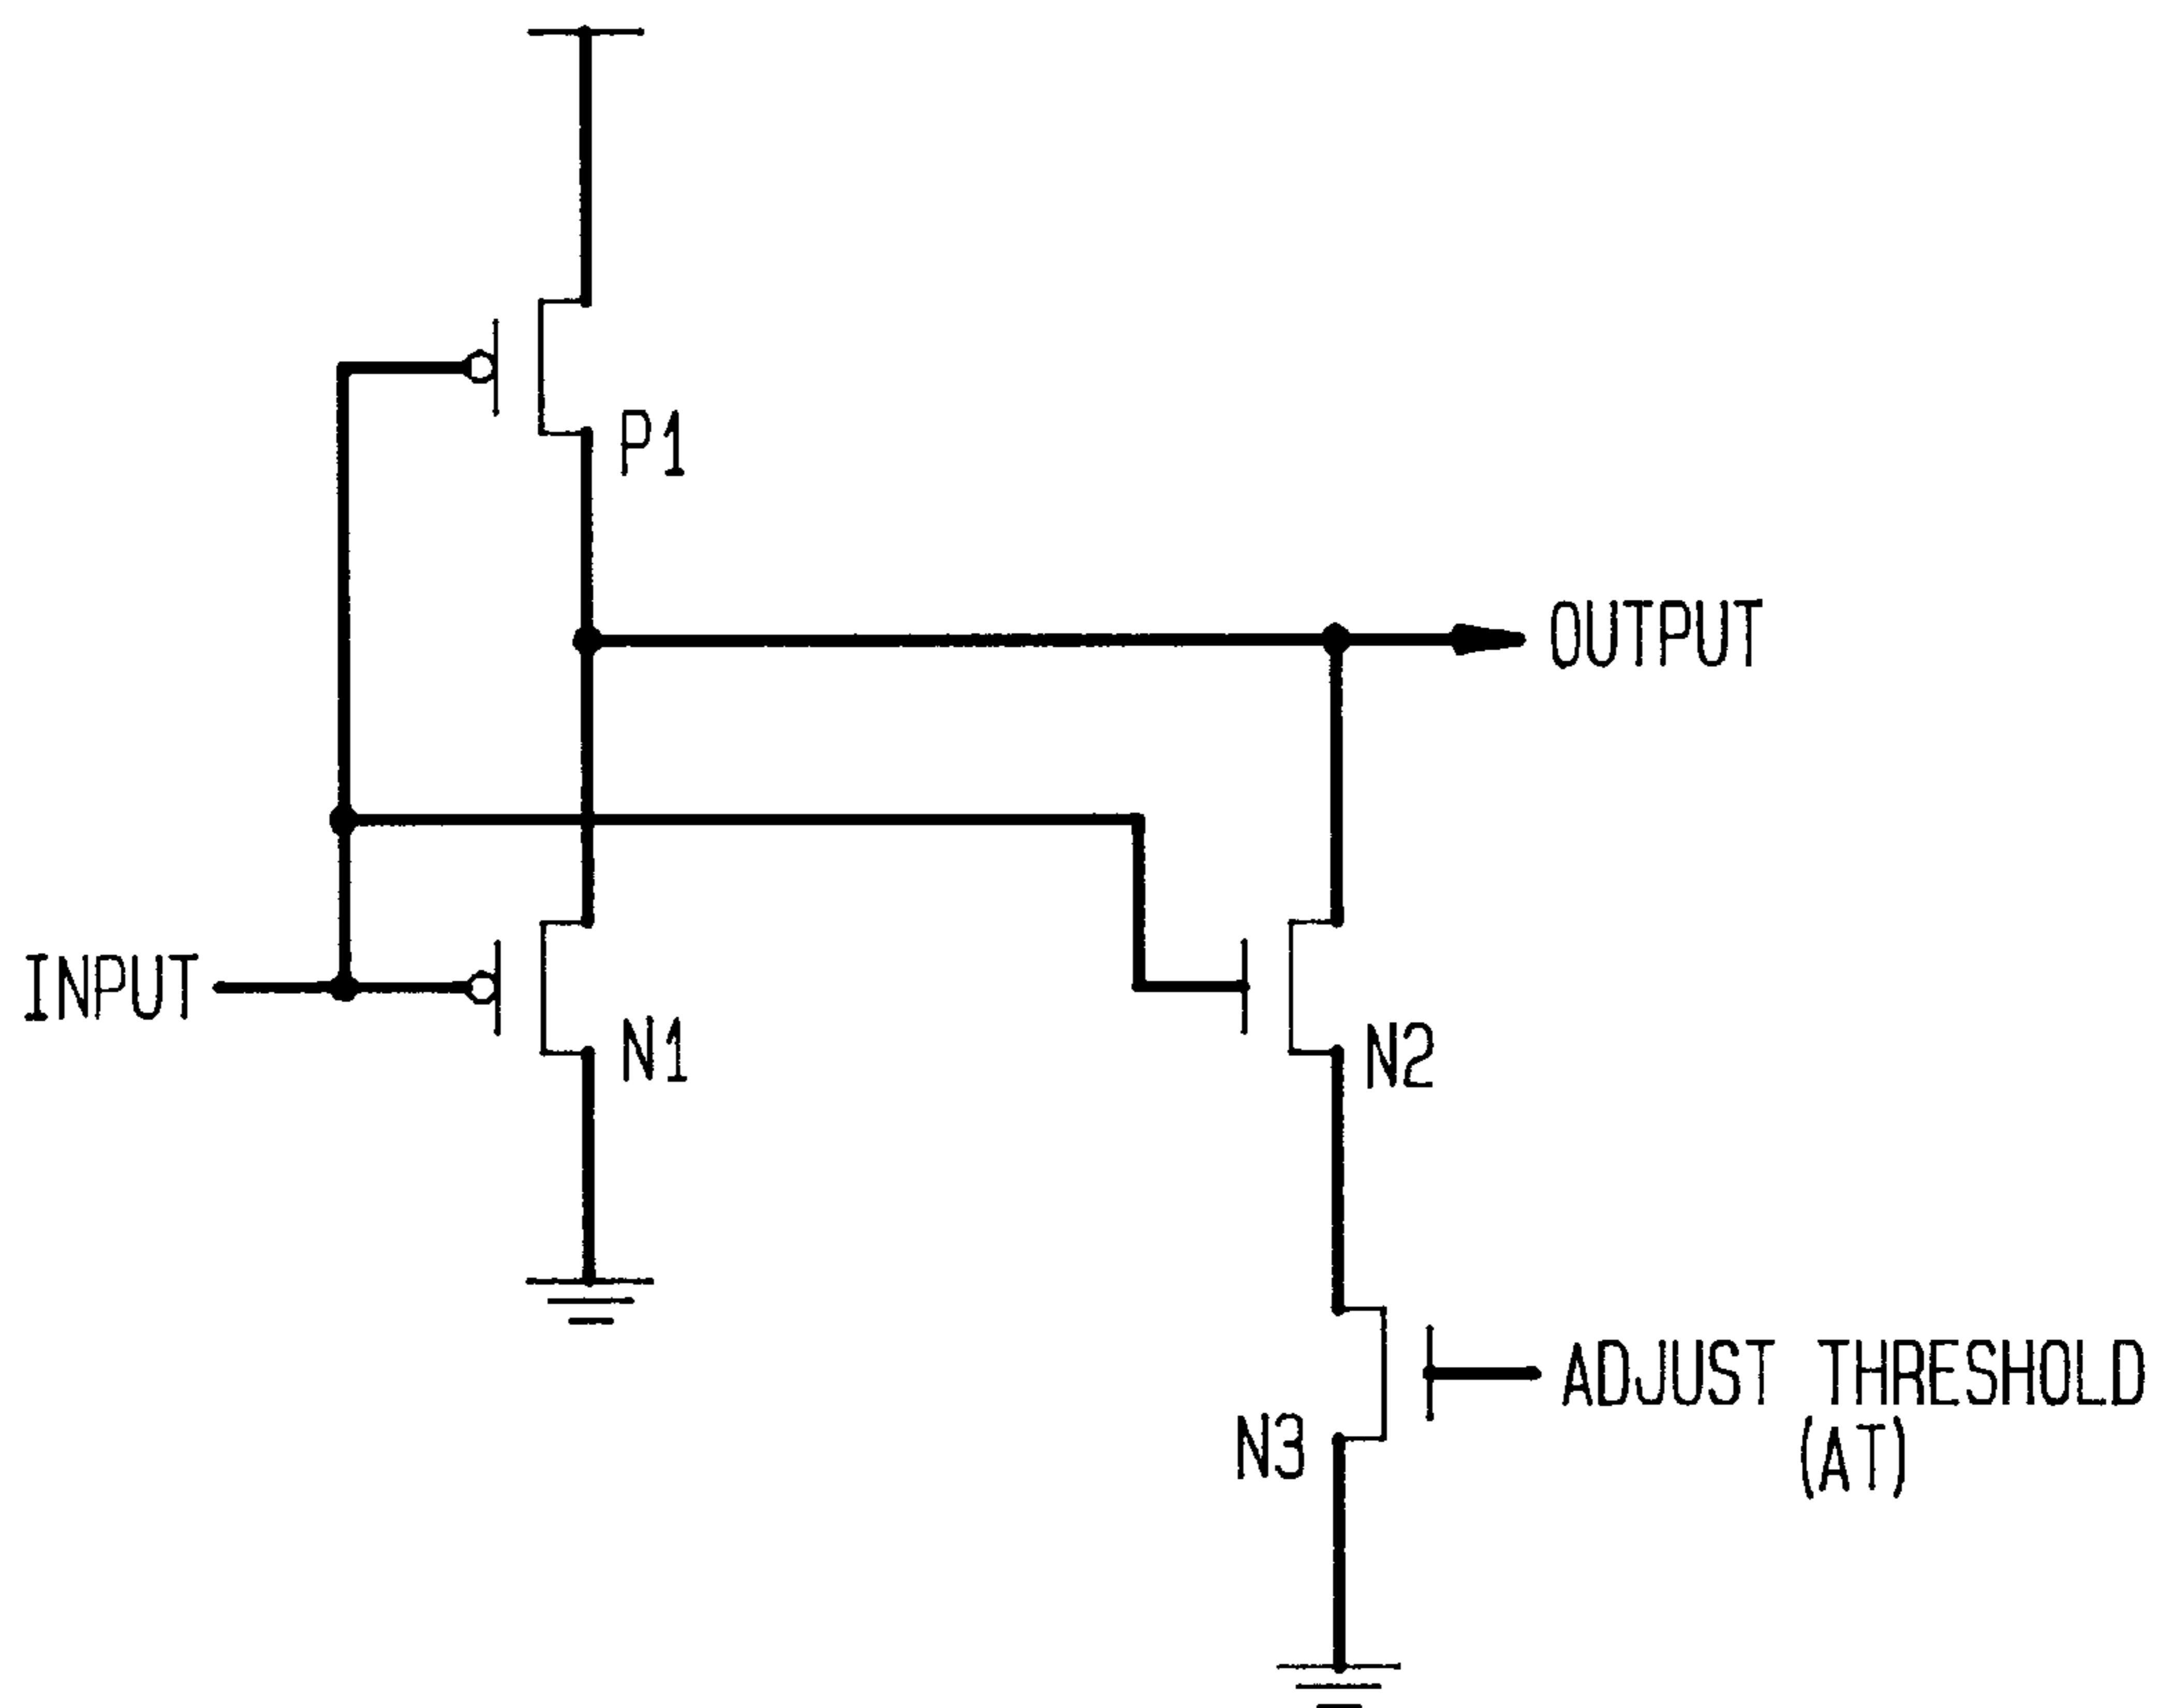 P1
OUTPUT
INPUT
N1
N2
ADJUST THRESHOLD
(AT)
N3